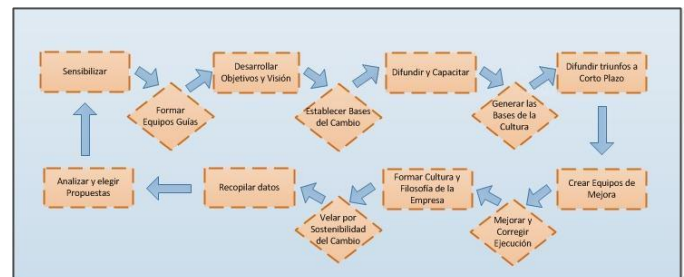 Sensibilizar
Formar
Equipos Guías
Desarrollar
Objetivos y Visión
Establecer Bases
del Cambio
Difundir y Capacitar
Generar las
Bases de la
Cultura
Difundir triunfos a
Corto Plazo
Crear Equipos de
Mejora
Mejorar y
Corregir
Ejecución
Formar Cultura y
Filosofía de la
Empresa
Velar por
Sostenibilidad
del Cambio
Recopilar datos
Analizar y elegir
Propuestas